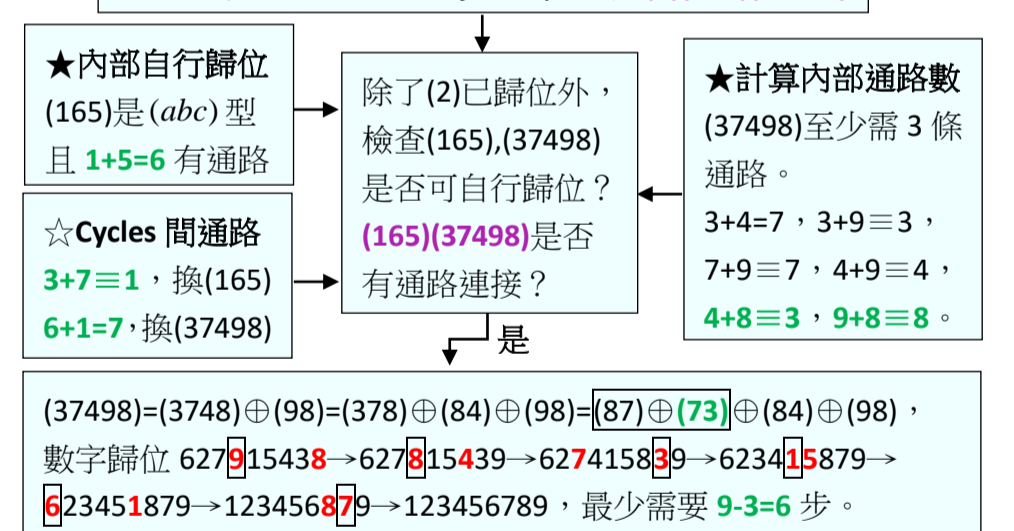 ★內部自行歸位
(165)是(abc)型
且 1+5=6 有通路
☆Cycles 間通路
3+7≡1，換(165)
6+1=7，換(37498)
除了(2)已歸位外，
檢查(165),(37498)
是否可自行歸位？
(165)(37498)是否
有通路連接？
★計算內部通路數
(37498)至少需 3 條
通路。
3+4=7，3+9≡3，
7+9≡7，4+9≡4，
4+8≡3，9+8≡8。
是
(37498)=(3748)⊕(98)=(378)⊕(84)⊕(98)=(87)⊕(73)⊕(84)⊕(98)，
數字歸位 627915438→627815439→627415839→623415879→
623451879→123456879→123456789，最少需要 9-3=6 步。